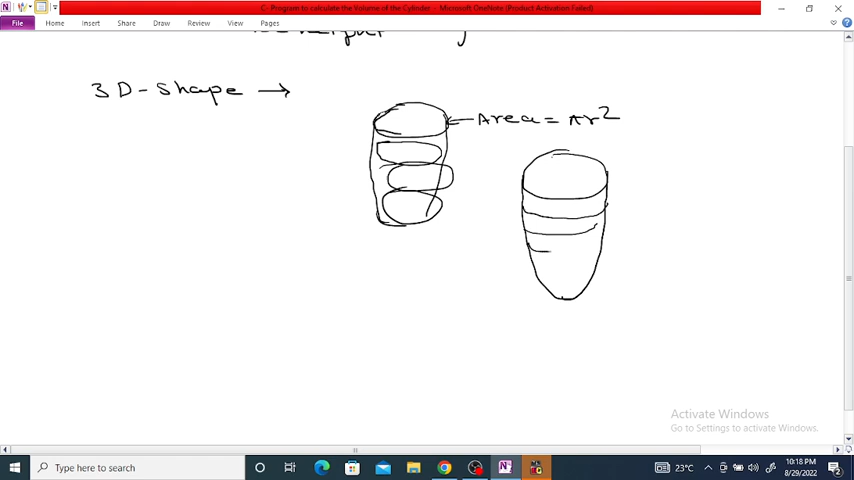 C- Program to calculate the Volume of the Cylinder - Microsoft OneNote (Product Activation Failed)
File Home Insert Share Draw Review View Pages
3D-Shape →
Area = πr²
Activate Windows
Go to Settings to activate Windows.
Type here to search
23°C
10:18 PM
8/29/2022
2